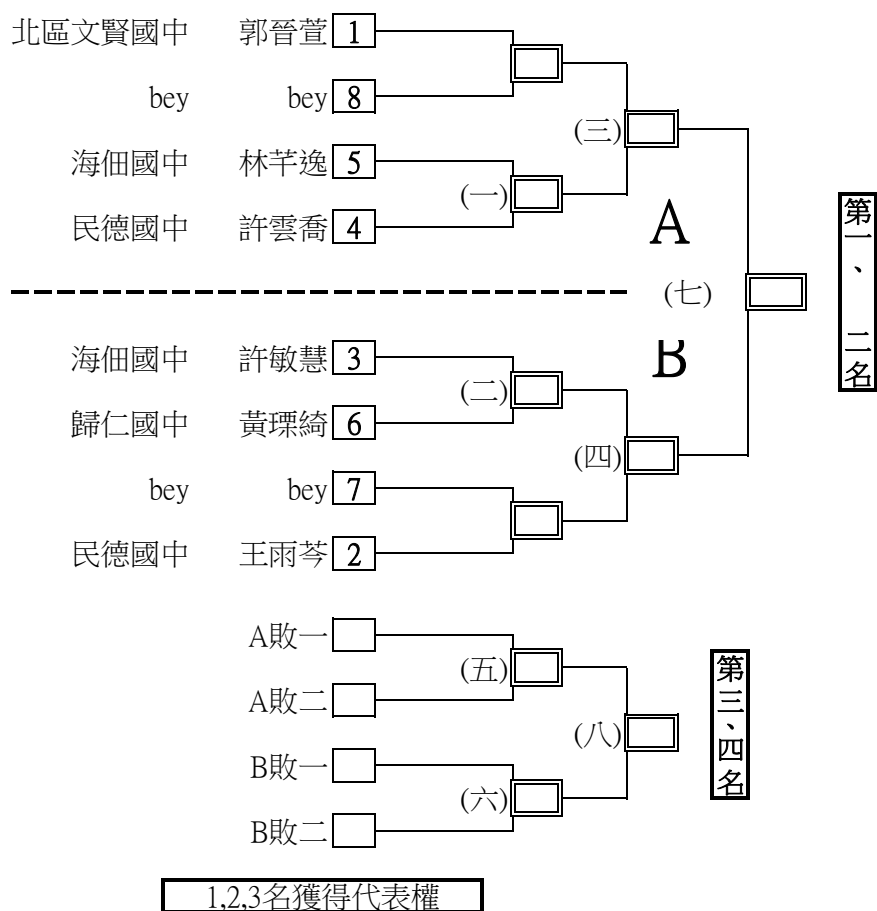 北區文賢國中 郭晉萱 1
bey bey 8
(三)
海佃國中 林芊逸 5
(一)
民德國中 許雲喬 4
A
第一、二名
(七)
海佃國中 許敏慧 3
B
(二)
歸仁國中 黃瑮綺 6
(四)
bey bey 7
民德國中 王雨芩 2
A敗一
(五)
A敗二
第三、四名
(八)
B敗一
(六)
B敗二
1,2,3名獲得代表權